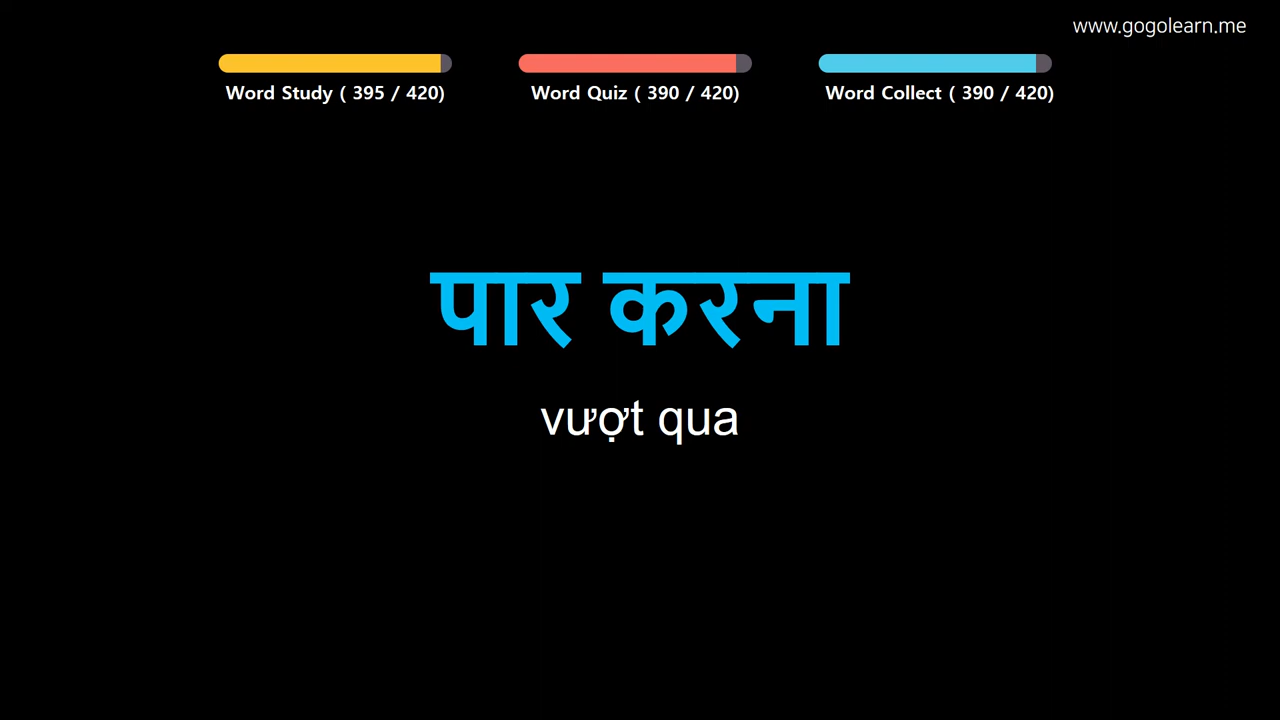 www.gogolearn.me
Word Study ( 395 / 420)
Word Quiz ( 390 / 420)
Word Collect ( 390 / 420)
पार करना
vượt qua